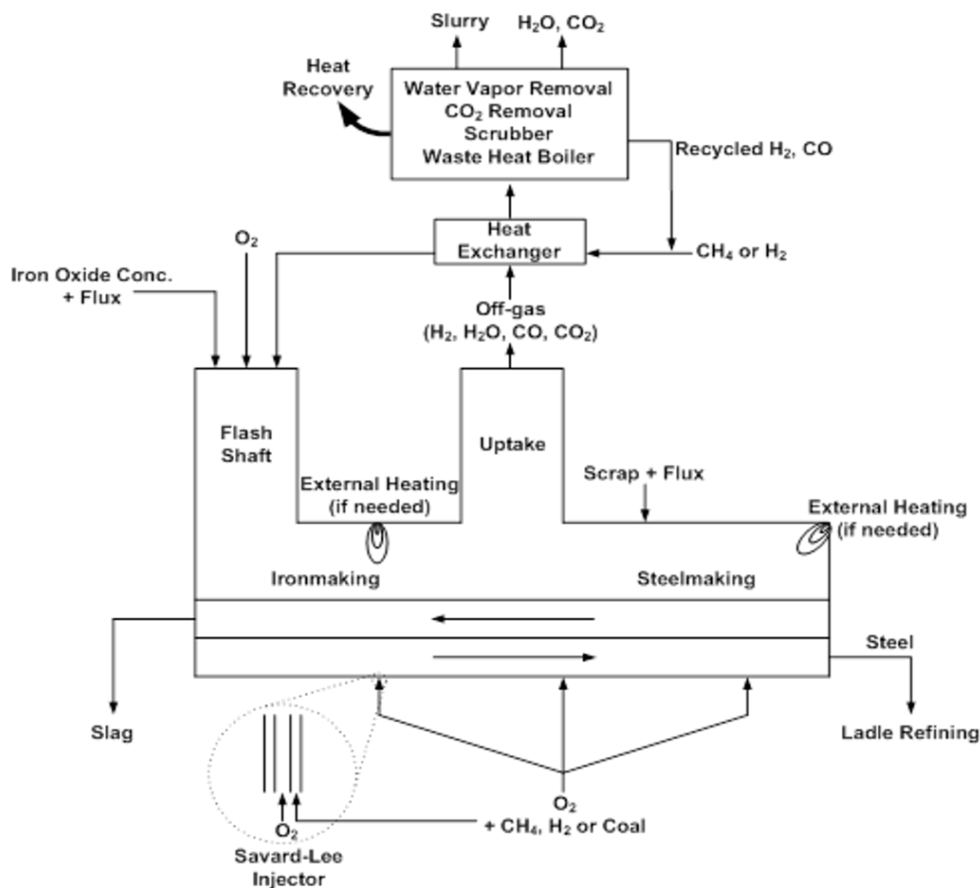 Slurry
H₂O, CO₂
Heat
Recovery
Water Vapor Removal
CO₂ Removal
Scrubber
Waste Heat Boiler
Recycled H₂, CO
O₂
Heat
Exchanger
CH₄ or H₂
Iron Oxide Conc.
+ Flux
Off-gas
(H₂, H₂O, CO, CO₂)
Flash
Shaft
Uptake
External Heating
(if needed)
Scrap + Flux
External Heating
(if needed)
Ironmaking
Steelmaking
Steel
Slag
Ladle Refining
O₂
+ CH₄, H₂ or Coal
O₂
Savard-Lee
Injector